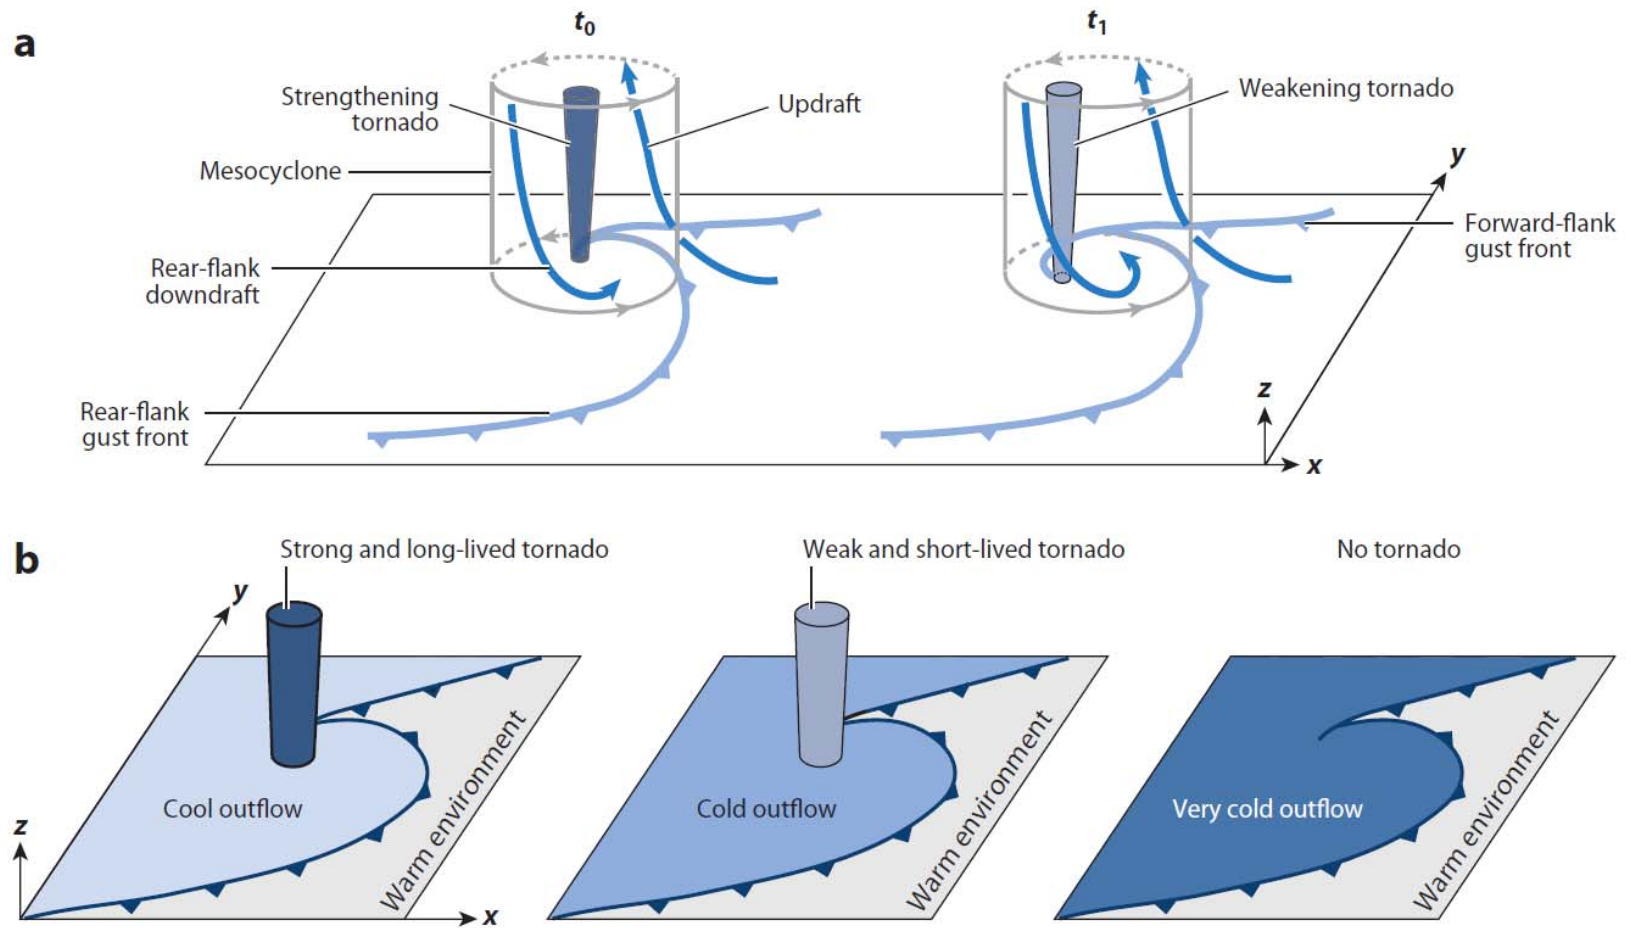 a
t0
t1
Strengthening
tornado
Updraft
Weakening tornado
Mesocyclone
y
Forward-flank
gust front
Rear-flank
downdraft
Rear-flank
gust front
z
x
b
Strong and long-lived tornado
Weak and short-lived tornado
No tornado
y
Cool outflow
Warm environment
Cold outflow
Warm environment
Very cold outflow
Warm environment
z
x